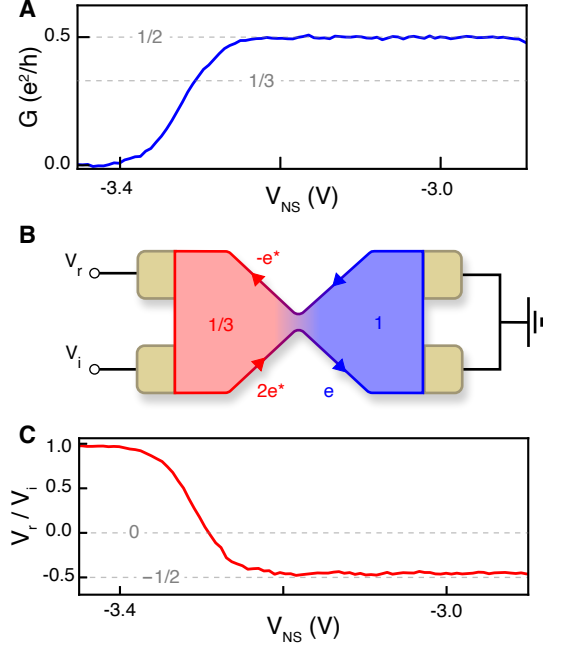 A
G (e²/h)
0.5
0.0
1/2
1/3
-3.4
-3.0
V_NS (V)
B
V_r
V_i
-e*
1/3
1
2e*
e
C
V_r / V_i
1.0
0.5
0.0
-0.5
0
−1/2
-3.4
-3.0
V_NS (V)